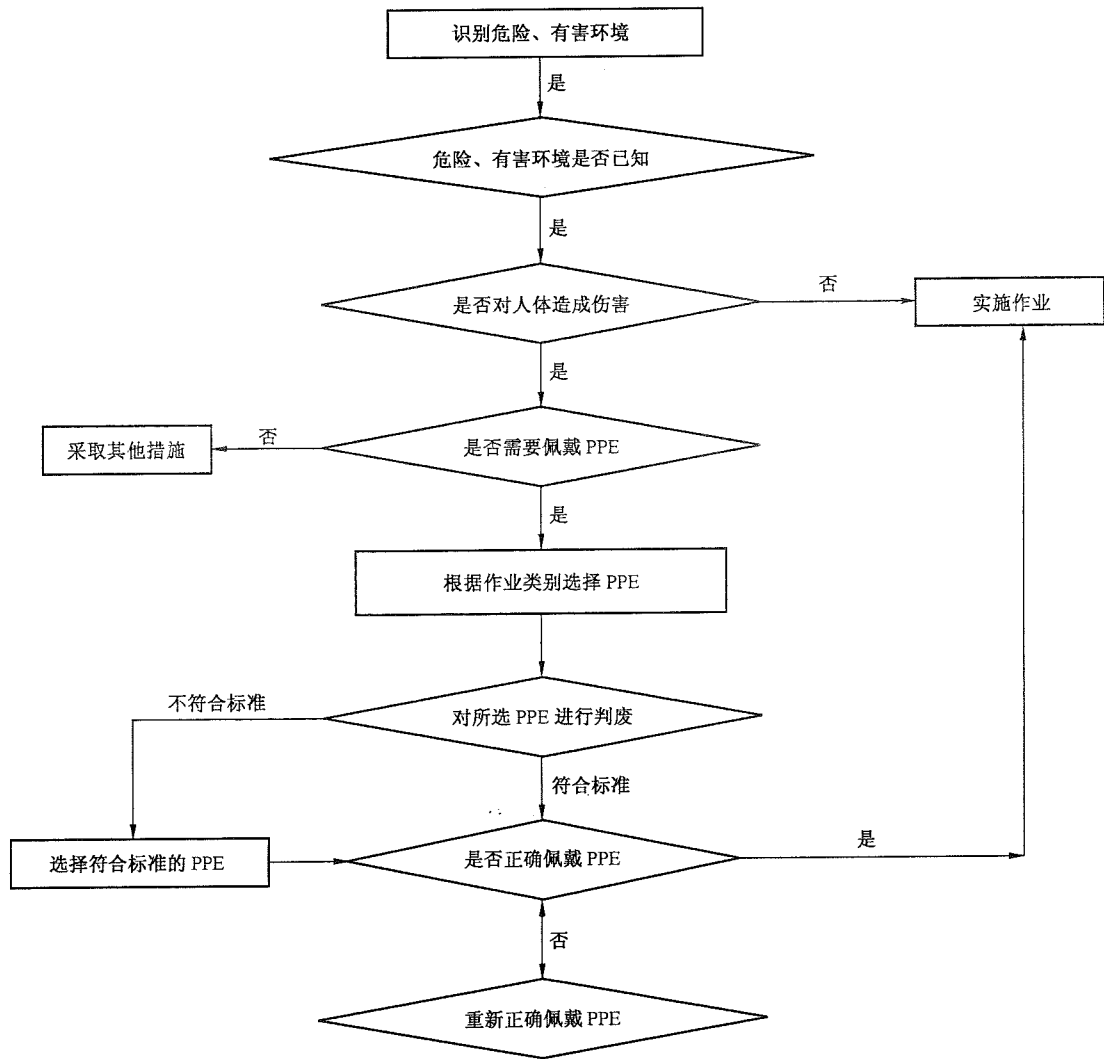 识别危险、有害环境
是
危险、有害环境是否已知
是
是否对人体造成伤害
否
实施作业
是
采取其他措施
否
是否需要佩戴 PPE
是
根据作业类别选择 PPE
不符合标准
对所选 PPE 进行判废
符合标准
选择符合标准的 PPE
是否正确佩戴 PPE
是
否
重新正确佩戴 PPE